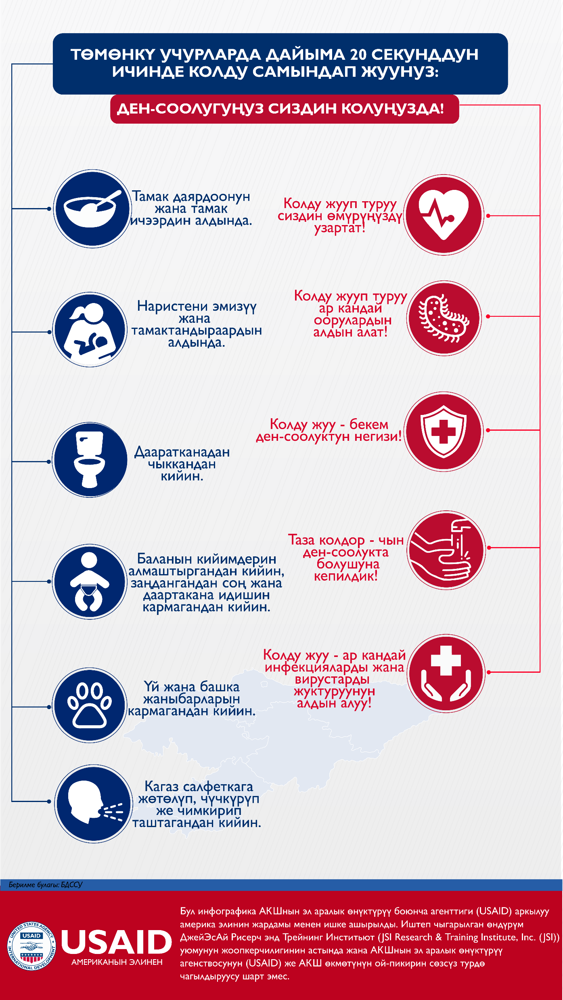 ТӨМӨНКҮ УЧУРЛАРДА ДАЙЫМА 20 СЕКУНДДУН
ИЧИНДЕ КОЛДУ САМЫНДАП ЖУУНУЗ:
ДЕН-СООЛУГУҢУЗ СИЗДИН КОЛУҢУЗДА!
Тамак даярдоонун
жана тамак
ичээрдин алдында.
Наристени эмизүү
жана
тамактандыраардын
алдында.
Дааратканадан
чыккандан
кийин.
Баланын кийимдерин
алмаштыргандан кийин,
заңдангандан соң жана
даартакана идишин
кармагандан кийин.
Үй жана башка
жаныбарларын
кармагандан кийин.
Кагаз салфеткага
жөтөлүп, чүчкүрүп
же чимкирип
таштагандан кийин.
Колду жууп туруу
сиздин өмүрүңүздү
узартат!
Колду жууп туруу
ар кандай
оорулардын
алдын алат!
Колду жуу - бекем
ден-соолуктун негизи!
Таза колдор - чын
ден-соолукта
болушуна
кепилдик!
Колду жуу - ар кандай
инфекцияларды жана
вирустарды
жуктуруунун
алдын алуу!
Берилме булагы: БДССУ
UNITED STATES AGENCY
USAID
INTERNATIONAL DEVELOPMENT
USAID
АМЕРИКАНЫН ЭЛИНЕН
Бул инфографика АКШнын эл аралык өнүктүрүү боюнча агенттиги (USAID) аркылуу
америка элинин жардамы менен ишке ашырылды. Иштеп чыгарылган өндүрүм
ДжейЭсАй Рисерч энд Трейнинг Институт (JSI Research & Training Institute, Inc. (JSI))
уюмунун жоопкерчилигинин астында жана АКШнын эл аралык өнүктүрүү
агенствосунун (USAID) же АКШ өкмөтүнүн ой-пикирин сөзсүз турдө
чагылдыруусу шарт эмес.